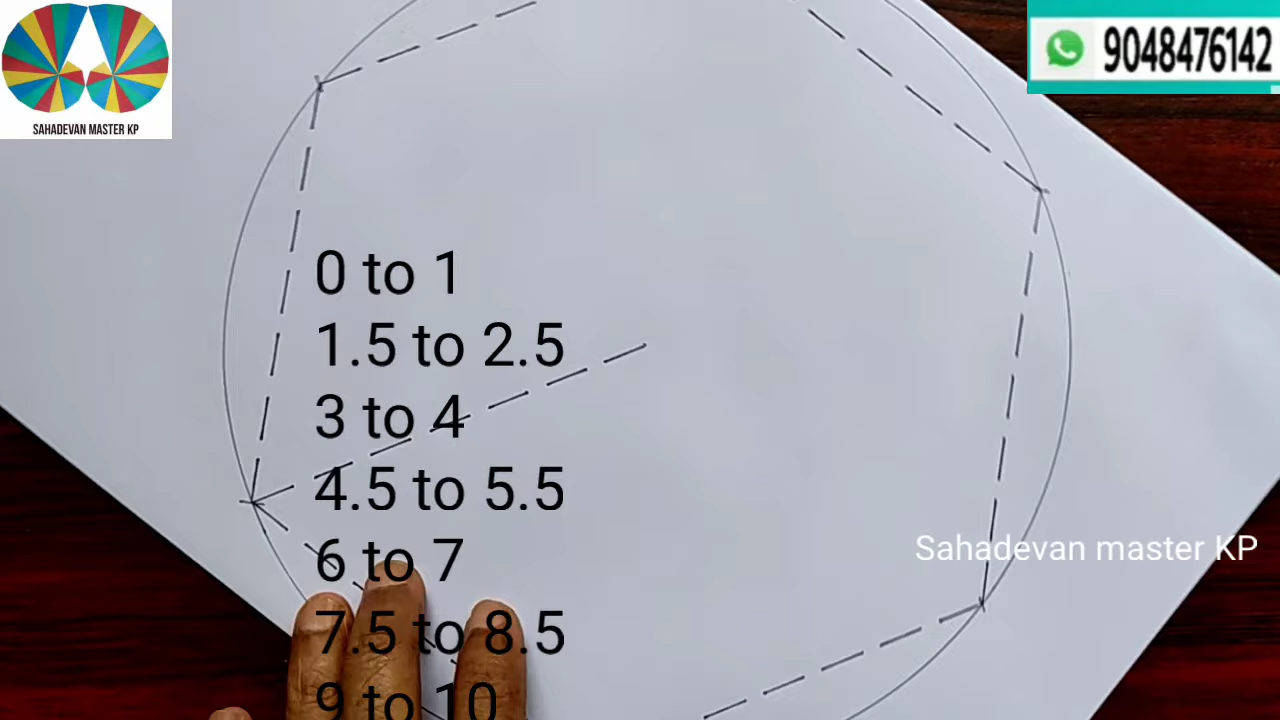 SAHADEVAN MASTER KP
9048476142
0 to 1
1.5 to 2.5
3 to 4
4.5 to 5.5
6 to 7
7.5 to 8.5
9 to 10
Sahadevan master KP